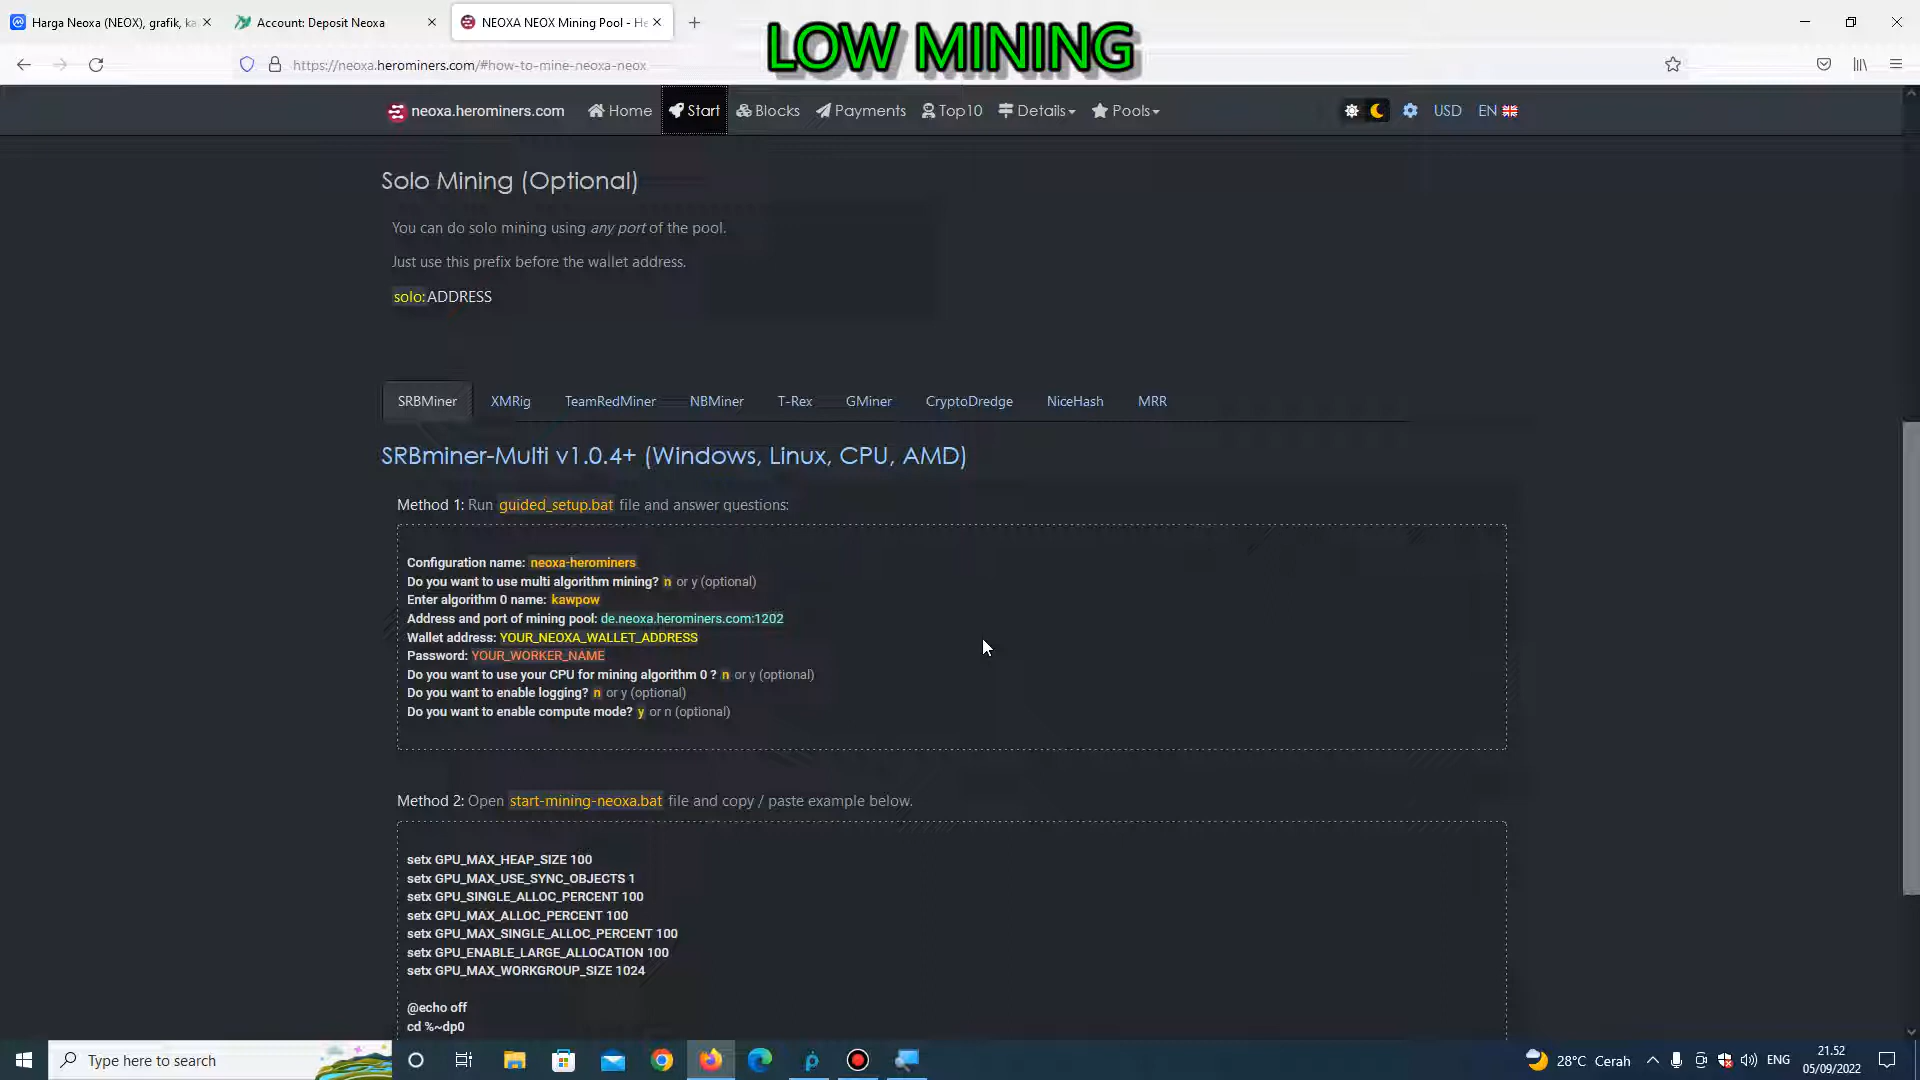 Harga Neoxa (NEOX), grafik, ka
Account: Deposit Neoxa
NEOXA NEOX Mining Pool - He
LOW MINING
https://neoxa.herominers.com/#how-to-mine-neoxa-neox
neoxa.herominers.com
Home
Start
Blocks
Payments
Top10
Details
Pools
USD
EN
Solo Mining (Optional)
You can do solo mining using any port of the pool.
Just use this prefix before the wallet address.
solo:ADDRESS
SRBMiner
XMRig
TeamRedMiner
NBMiner
T-Rex
GMiner
CryptoDredge
NiceHash
MRR
SRBminer-Multi v1.0.4+ (Windows, Linux, CPU, AMD)
Method 1: Run guided_setup.bat file and answer questions:
Configuration name: neoxa-herominers
Do you want to use multi algorithm mining? n or y (optional)
Enter algorithm 0 name: kawpow
Address and port of mining pool: de.neoxa.herominers.com:1202
Wallet address: YOUR_NEOXA_WALLET_ADDRESS
Password: YOUR_WORKER_NAME
Do you want to use your CPU for mining algorithm 0 ? n or y (optional)
Do you want to enable logging? n or y (optional)
Do you want to enable compute mode? y or n (optional)
Method 2: Open start-mining-neoxa.bat file and copy / paste example below.
setx GPU_MAX_HEAP_SIZE 100
setx GPU_MAX_USE_SYNC_OBJECTS 1
setx GPU_SINGLE_ALLOC_PERCENT 100
setx GPU_MAX_ALLOC_PERCENT 100
setx GPU_MAX_SINGLE_ALLOC_PERCENT 100
setx GPU_ENABLE_LARGE_ALLOCATION 100
setx GPU_MAX_WORKGROUP_SIZE 1024
@echo off
cd %~dp0
Type here to search
28°C Cerah
ENG
21.52
05/09/2022